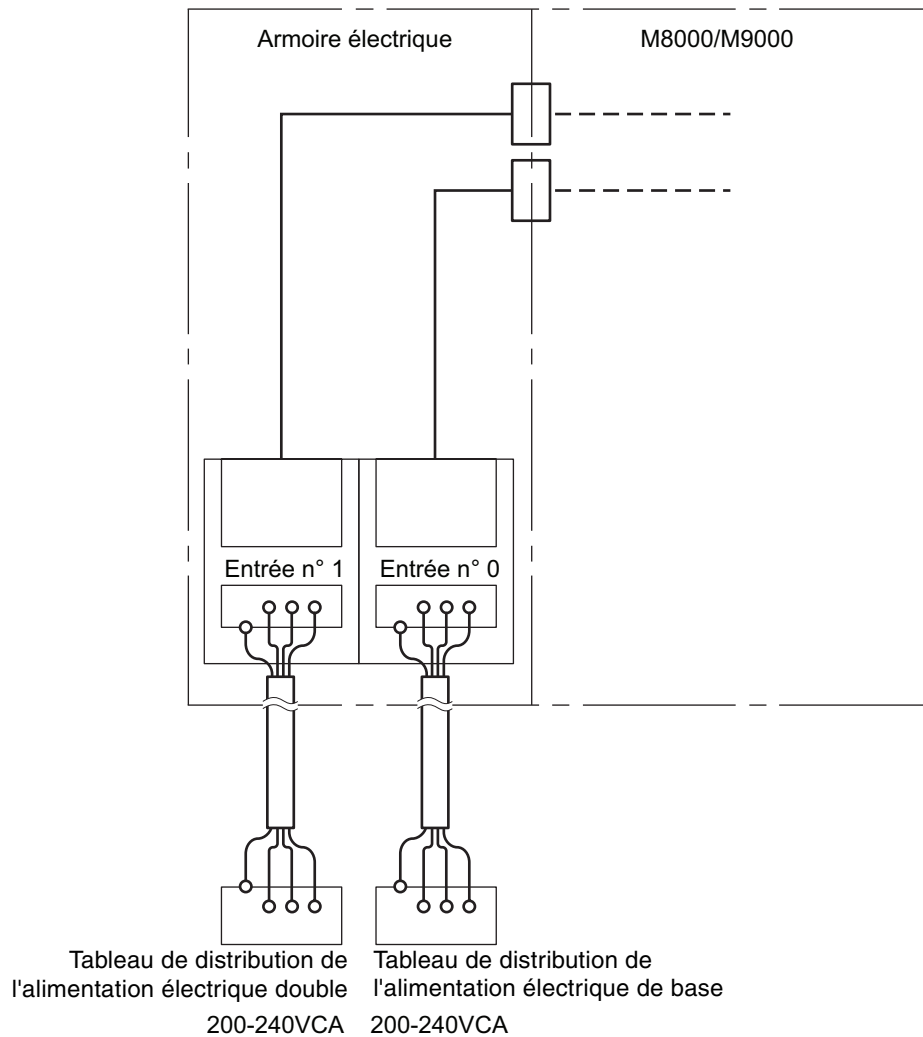 Armoire électrique
M8000/M9000
Entrée n° 1
Entrée n° 0
Tableau de distribution de
l'alimentation électrique double
200-240VCA
Tableau de distribution de
l'alimentation électrique de base
200-240VCA